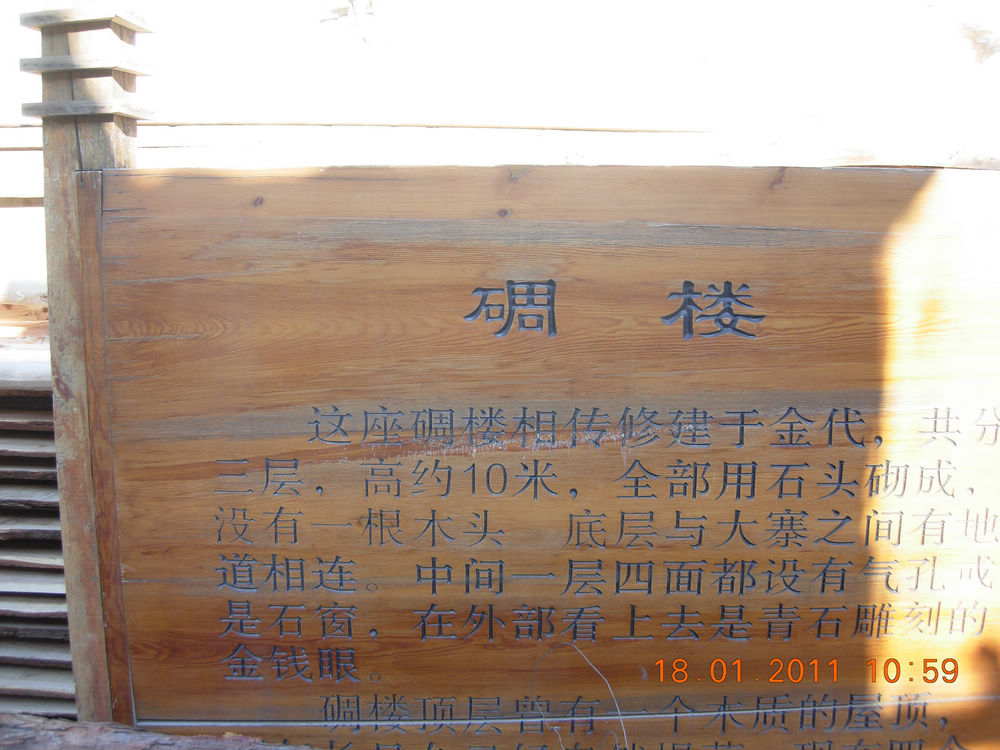 碉楼
这座碉楼相传修建于金代，共分
三层，高约10米，全部用石头砌成，
没有一根木头 底层与大寨之间有地
道相连。中间一层四面都设有气孔或
是石窗，在外部看上去是青石雕刻的
金钱眼。
18.01.2011 10:59
碉楼顶层曾有一个木质的屋顶，